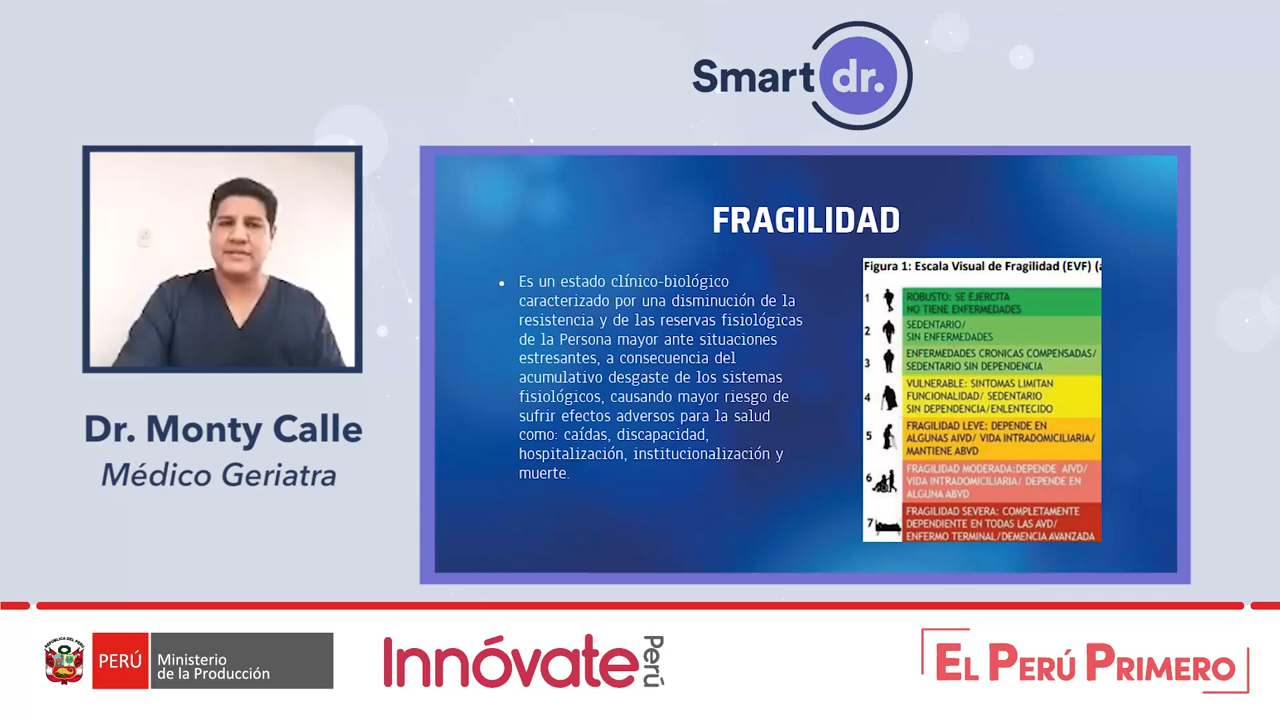 Smart dr.
Dr. Monty Calle
Médico Geriatra
FRAGILIDAD
• Es un estado clínico-biológico
caracterizado por una disminución de la
resistencia y de las reservas fisiológicas
de la Persona mayor ante situaciones
estresantes, a consecuencia del
acumulativo desgaste de los sistemas
fisiológicos, causando mayor riesgo de
sufrir efectos adversos para la salud
como: caídas, discapacidad,
hospitalización, institucionalización y
muerte.
Figura 1: Escala Visual de Fragilidad (EVF)
1 ROBUSTO: SE EJERCITA
NO TIENE ENFERMEDADES
2 SEDENTARIO/
SIN ENFERMEDADES
3 ENFERMEDADES CRONICAS COMPENSADAS/
SEDENTARIO SIN DEPENDENCIA
4 VULNERABLE: SINTOMAS LIMITAN
FUNCIONALIDAD/ SEDENTARIO
SIN DEPENDENCIA/ENLENTECIDO
5 FRAGILIDAD LEVE: DEPENDE EN
ALGUNAS AIVD/ VIDA INTRADOMICILIARIA/
MANTIENE ABVD
6 FRAGILIDAD MODERADA:DEPENDE AIVD/
VIDA INTRADOMICILIARIA/ DEPENDE EN
ALGUNA ABVD
7 FRAGILIDAD SEVERA: COMPLETAMENTE
DEPENDIENTE EN TODAS LAS AVD/
ENFERMO TERMINAL/DEMENCIA AVANZADA
PERÚ
Ministerio
de la Producción
Innóvate Perú
EL PERÚ PRIMERO